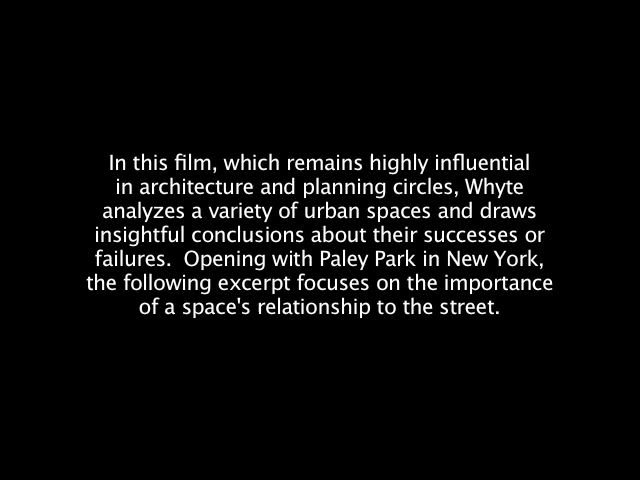 In this film, which remains highly influential
in architecture and planning circles, Whyte
analyzes a variety of urban spaces and draws
insightful conclusions about their successes or
failures.  Opening with Paley Park in New York,
the following excerpt focuses on the importance
of a space's relationship to the street.